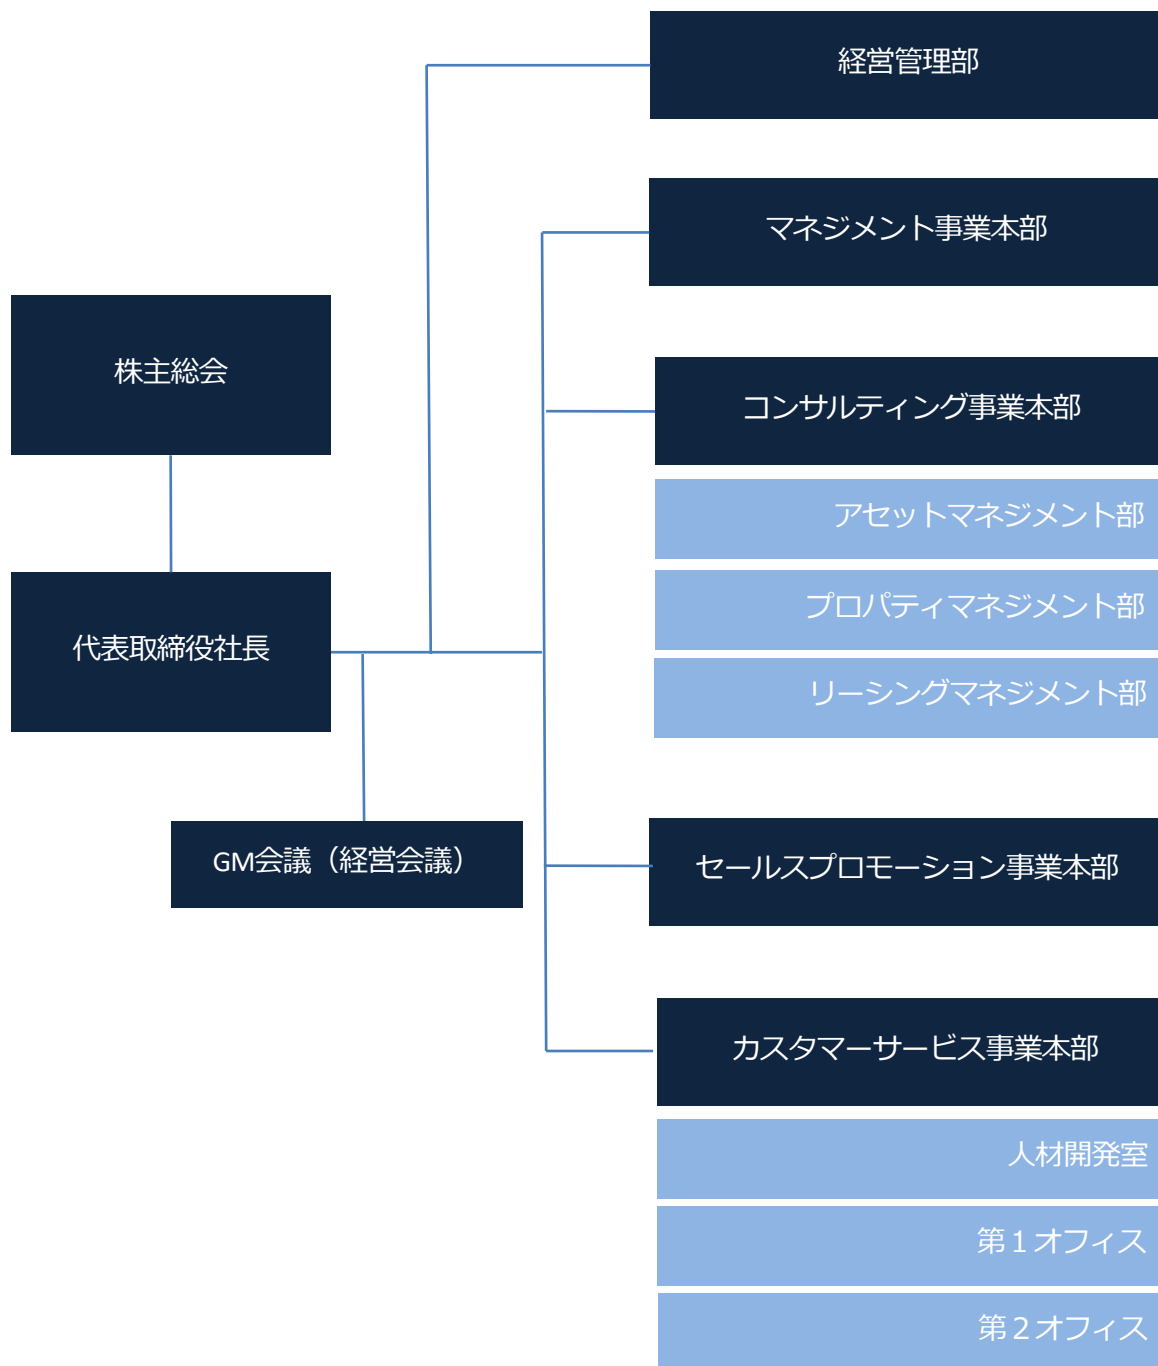 株主総会
代表取締役社長
GM会議（経営会議）
経営管理部
マネジメント事業本部
コンサルティング事業本部
アセットマネジメント部
プロパティマネジメント部
リーシングマネジメント部
セールスプロモーション事業本部
カスタマーサービス事業本部
人材開発室
第１オフィス
第２オフィス